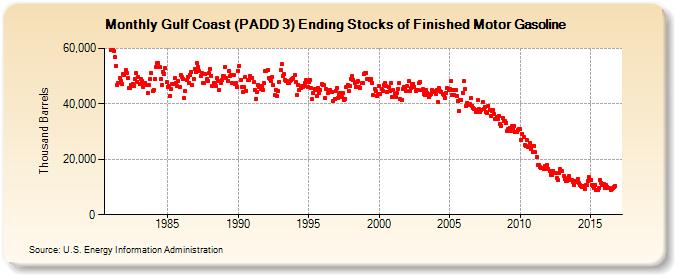 Monthly Gulf Coast (PADD 3) Ending Stocks of Finished Motor Gasoline
Thousand Barrels
60,000
40,000
20,000
0
1985 1990 1995 2000 2005 2010 2015
Source: U.S. Energy Information Administration